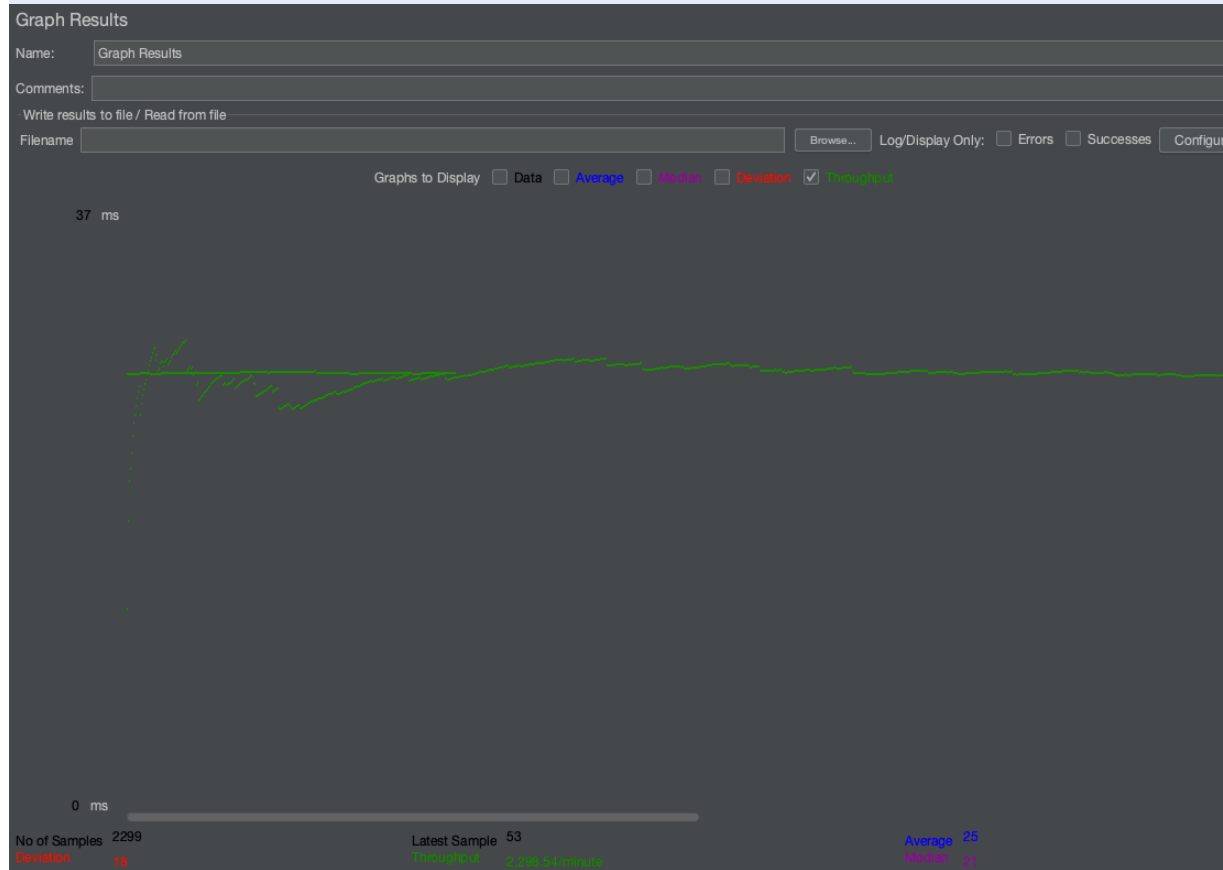 Graph Results
Name: Graph Results
Comments:
Write results to file / Read from file
Filename Browse... Log/Display Only: Errors Successes Configur
Graphs to Display Data Average Median Deviation Throughput
37 ms
0 ms
No of Samples 2299 Latest Sample 53 Average 25
Deviation 18 Throughput 2,298.54/minute Median 21